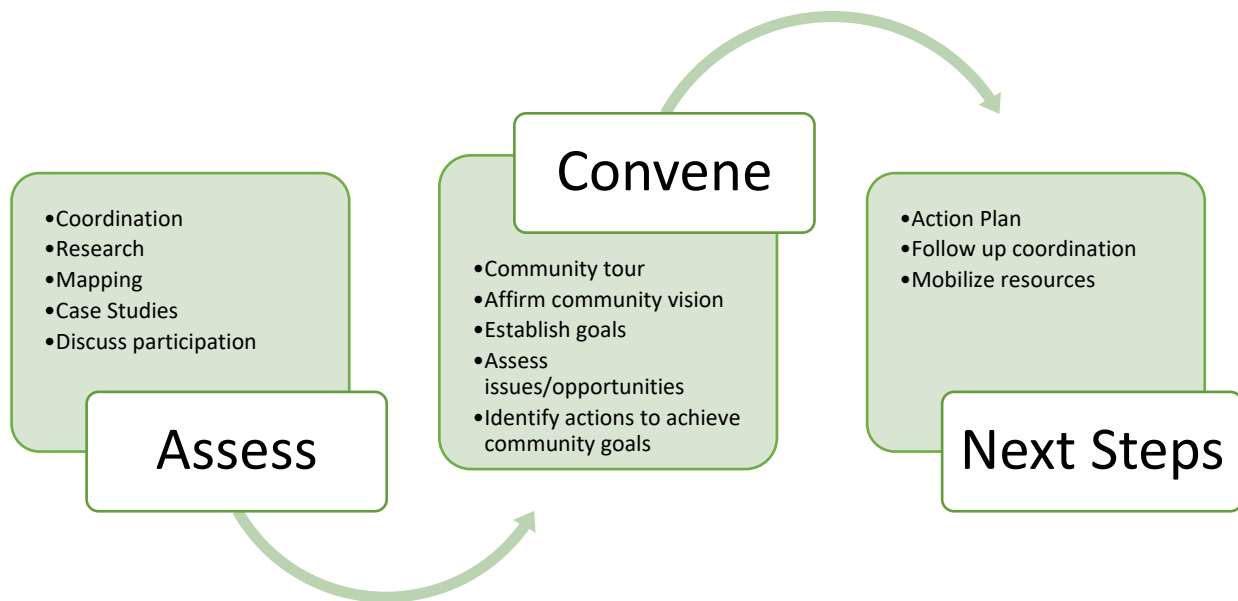 •Coordination
•Research
•Mapping
•Case Studies
•Discuss participation
Assess
Convene
•Community tour
•Affirm community vision
•Establish goals
•Assess
issues/opportunities
•Identify actions to achieve
community goals
•Action Plan
•Follow up coordination
•Mobilize resources
Next Steps